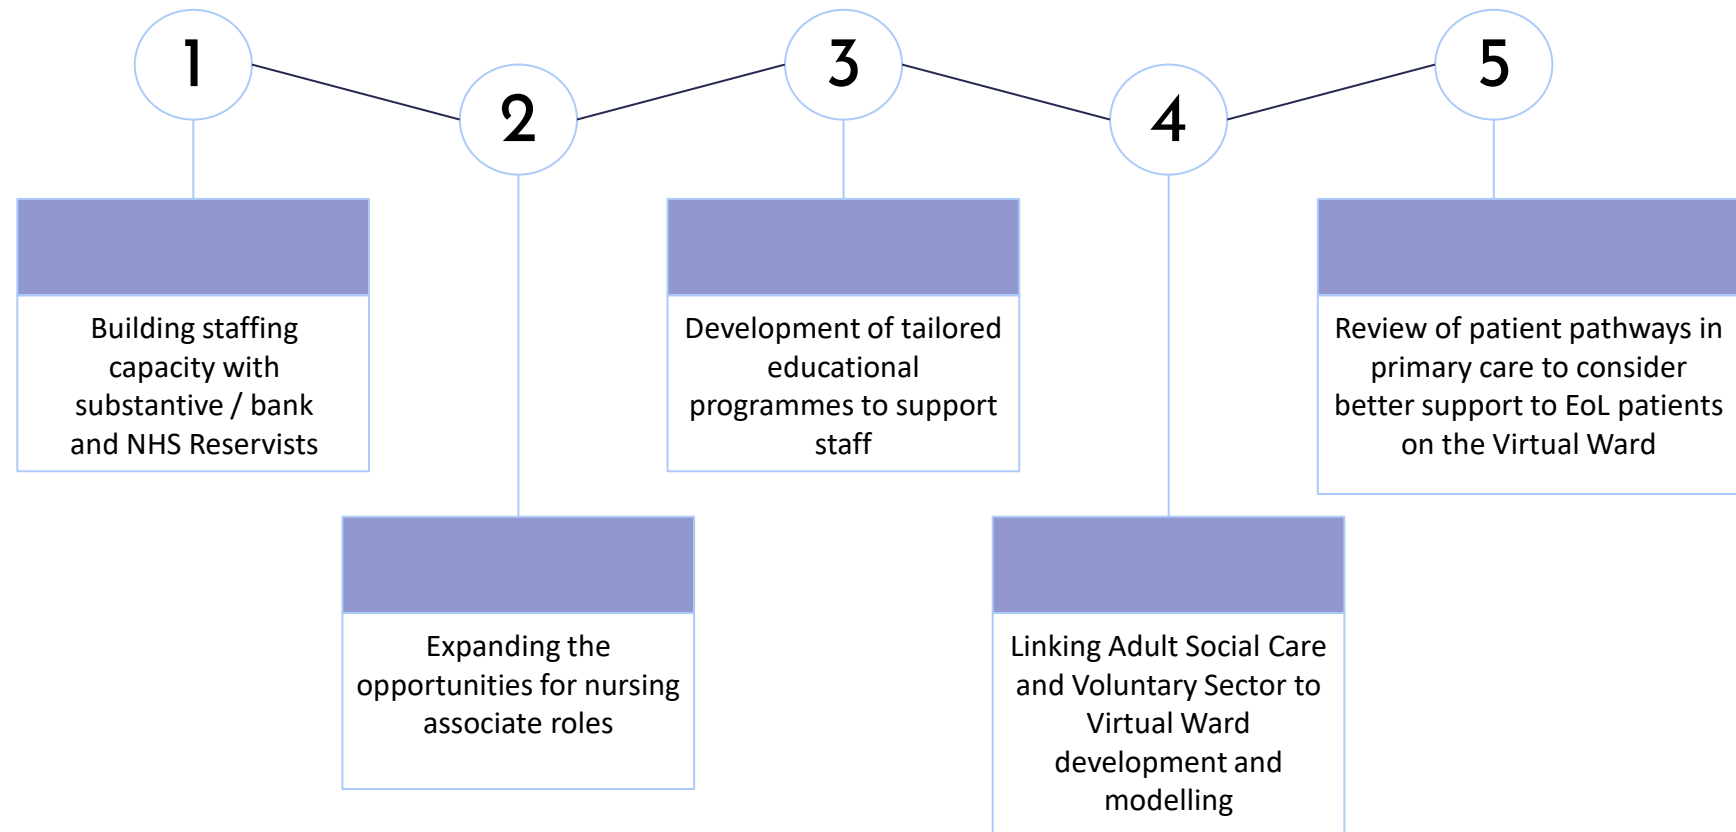 1
Building staffing
capacity with
substantive / bank
and NHS Reservists
2
Expanding the
opportunities for nursing
associate roles
3
Development of tailored
educational
programmes to support
staff
4
Linking Adult Social Care
and Voluntary Sector to
Virtual Ward
development and
modelling
5
Review of patient pathways in
primary care to consider
better support to EoL patients
on the Virtual Ward